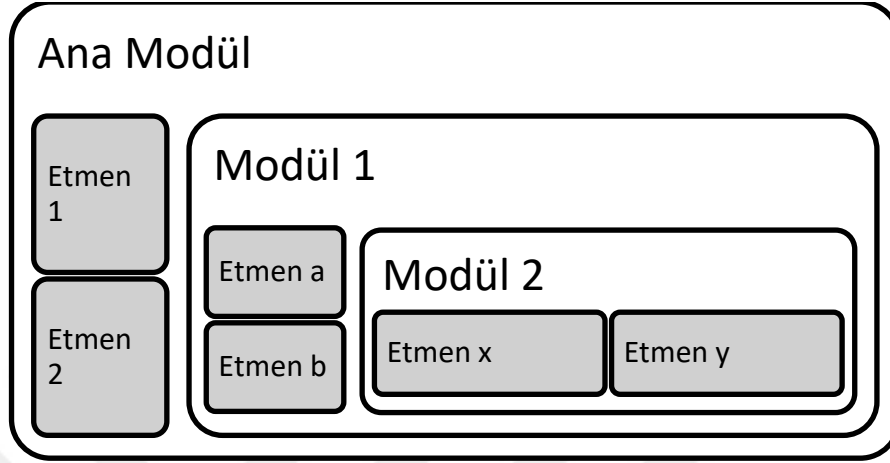 Ana Modül
Etmen
1
Etmen
2
Modül 1
Etmen a
Etmen b
Modül 2
Etmen x
Etmen y